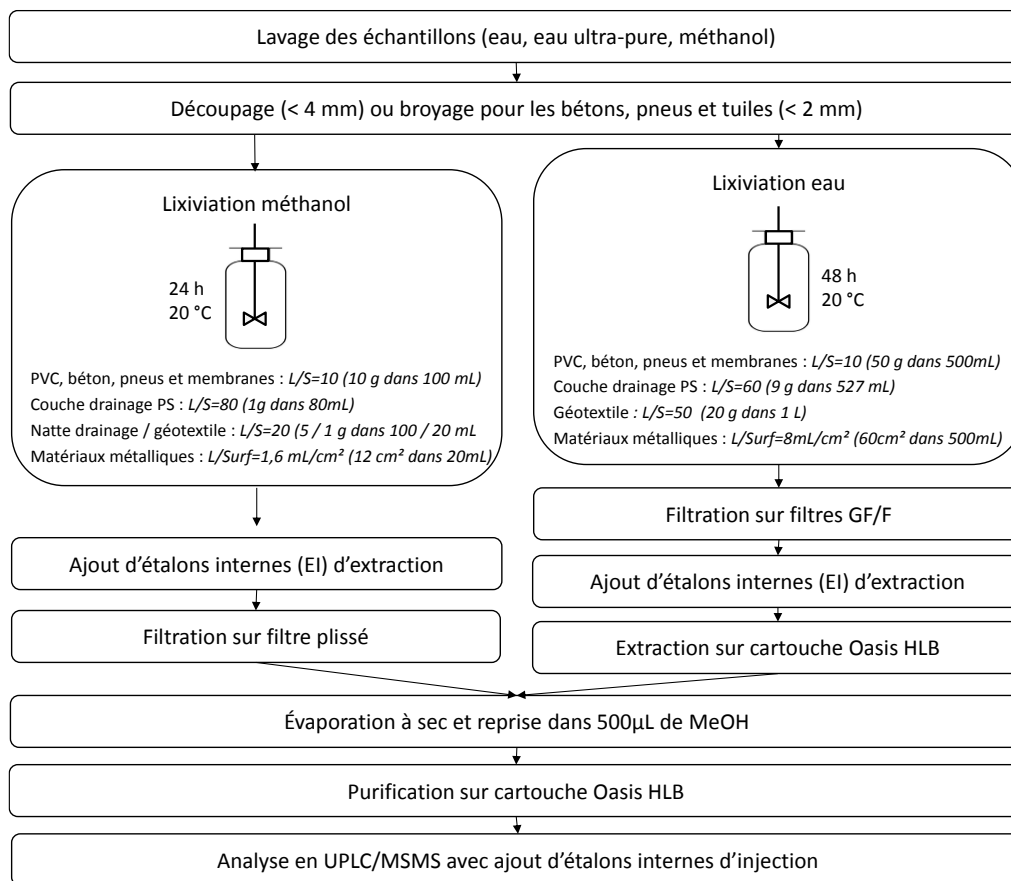 Lavage des échantillons (eau, eau ultra-pure, méthanol)
Découpage (< 4 mm) ou broyage pour les bétons, pneus et tuiles (< 2 mm)
Lixiviation méthanol
24 h
20 °C
PVC, béton, pneus et membranes : L/S=10 (10 g dans 100 mL)
Couche drainage PS : L/S=80 (1g dans 80mL)
Natte drainage / géotextile : L/S=20 (5 / 1 g dans 100 / 20 mL
Matériaux métalliques : L/Surf=1,6 mL/cm² (12 cm² dans 20mL)
Lixiviation eau
48 h
20 °C
PVC, béton, pneus et membranes : L/S=10 (50 g dans 500mL)
Couche drainage PS : L/S=60 (9 g dans 527 mL)
Géotextile : L/S=50 (20 g dans 1 L)
Matériaux métalliques : L/Surf=8mL/cm² (60cm² dans 500mL)
Ajout d’étalons internes (EI) d’extraction
Filtration sur filtre plissé
Filtration sur filtres GF/F
Ajout d’étalons internes (EI) d’extraction
Extraction sur cartouche Oasis HLB
Évaporation à sec et reprise dans 500µL de MeOH
Purification sur cartouche Oasis HLB
Analyse en UPLC/MSMS avec ajout d’étalons internes d’injection